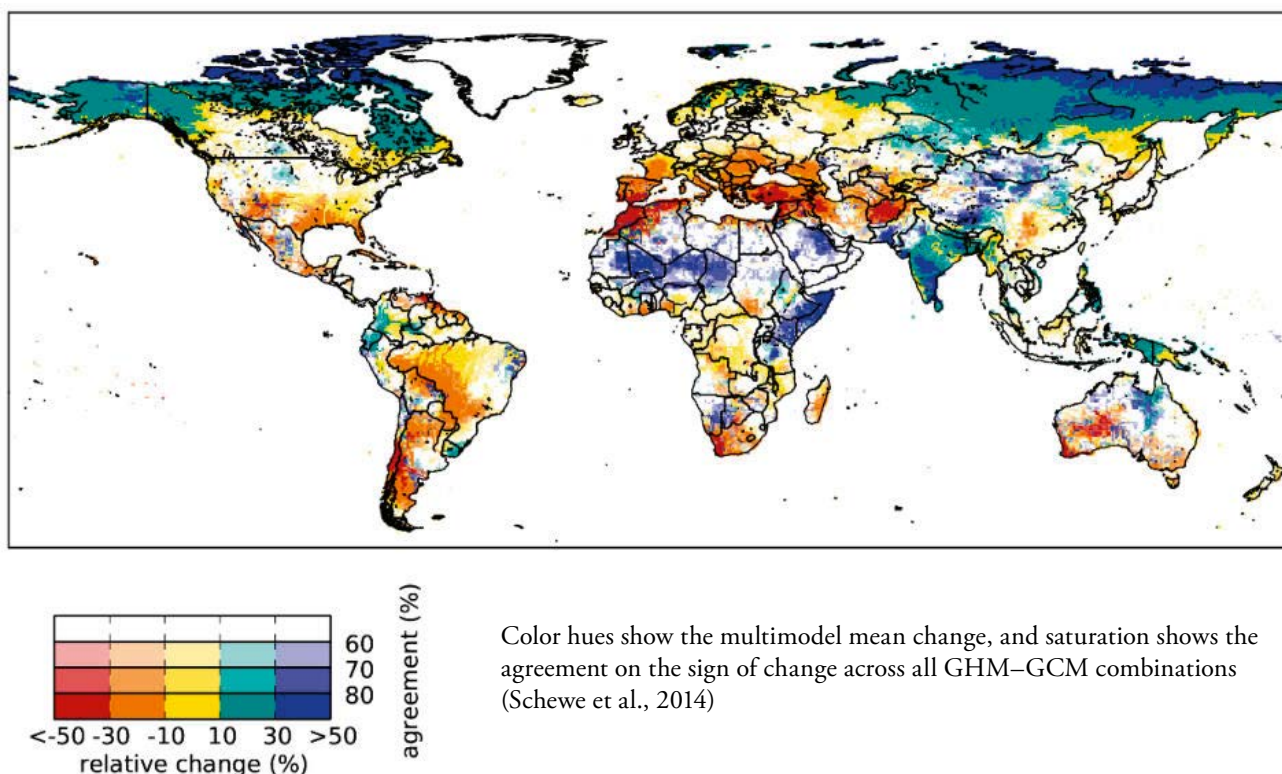 60
70
80
agreement (%)
<-50 -30 -10 10 30 >50
relative change (%)
Color hues show the multimodel mean change, and saturation shows the
agreement on the sign of change across all GHM–GCM combinations
(Schewe et al., 2014)